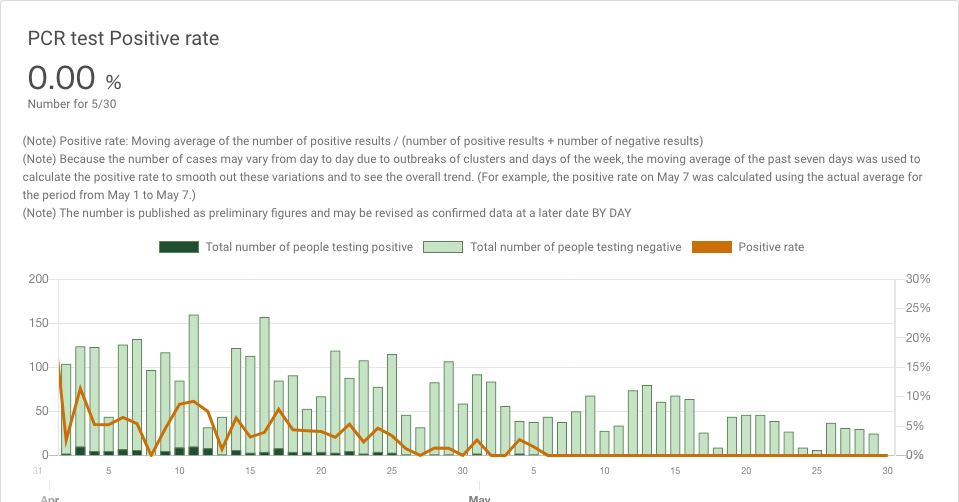 PCR test Positive rate
0.00 %
Number for 5/30
(Note) Positive rate: Moving average of the number of positive results / (number of positive results + number of negative results)
(Note) Because the number of cases may vary from day to day due to outbreaks of clusters and days of the week, the moving average of the past seven days was used to
calculate the positive rate to smooth out these variations and to see the overall trend. (For example, the positive rate on May 7 was calculated using the actual average for
the period from May 1 to May 7.)
(Note) The number is published as preliminary figures and may be revised as confirmed data at a later date BY DAY
Total number of people testing positive Total number of people testing negative Positive rate
200 30%
25%
150
20%
100 15%
10%
50
5%
0 0%
31 5 10 15 20 25 30 5 10 15 20 25 30
Apr May